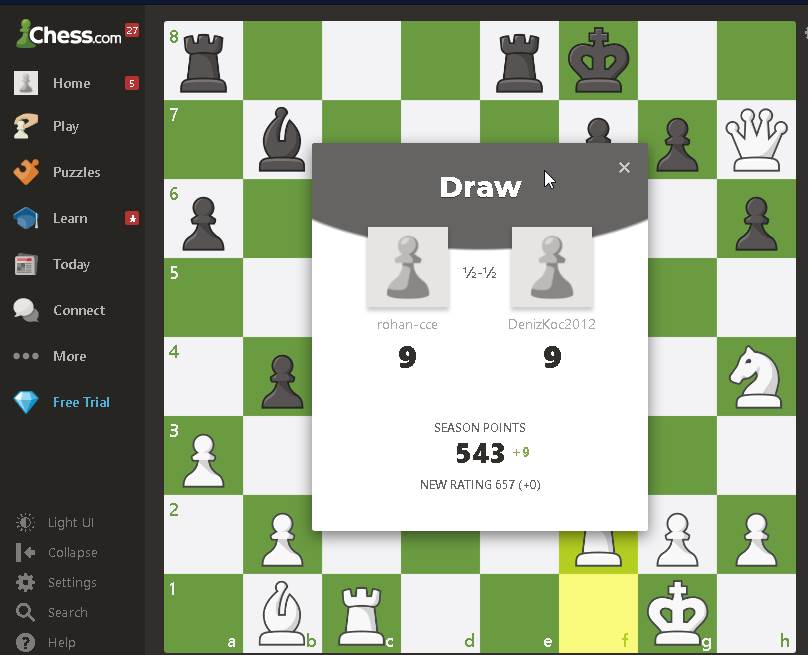 Chess.com 27
Home 5
Play
Puzzles
Learn
Today
Connect
More
Free Trial
Light UI
Collapse
Settings
Search
Help
8
7
6
5
4
3
2
1
a b c d e f g h
Draw
½-½
rohan-cce DenizKoc2012
9 9
SEASON POINTS
543 +9
NEW RATING 657 (+0)